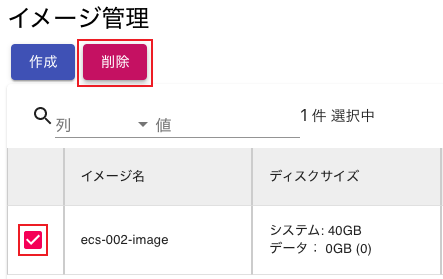 イメージ管理
作成 削除
列 値 1 件 選択中
イメージ名 ディスクサイズ
ecs-002-image システム: 40GB
データ： 0GB (0)